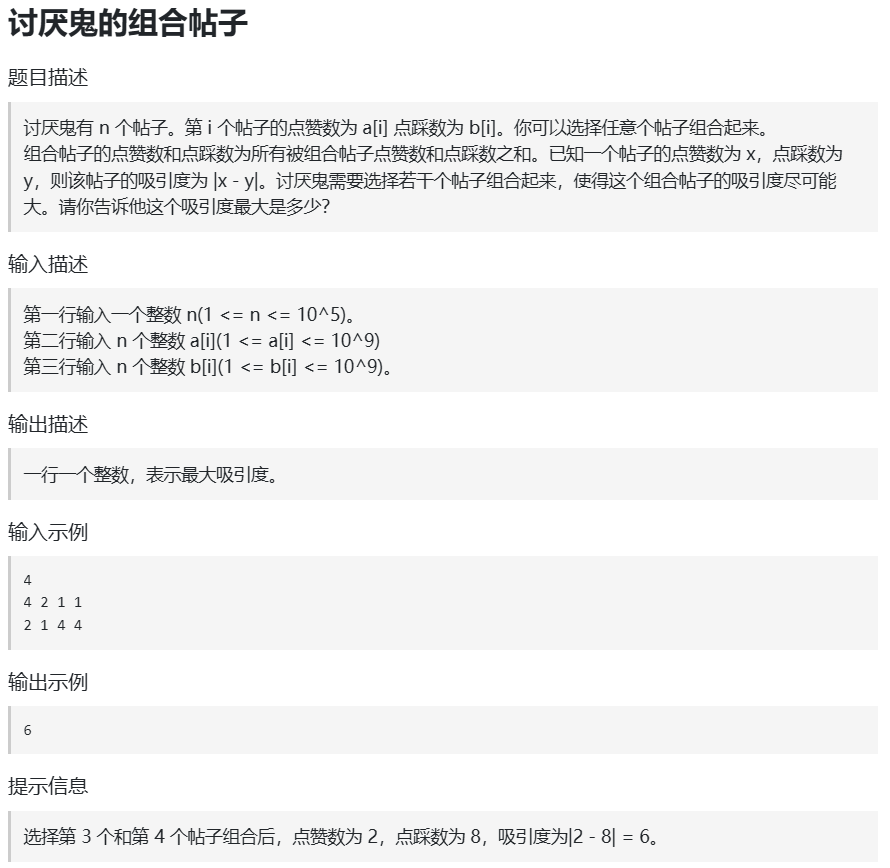 讨厌鬼的组合帖子
题目描述
讨厌鬼有 n 个帖子。第 i 个帖子的点赞数为 a[i] 点踩数为 b[i]。你可以选择任意个帖子组合起来。
组合帖子的点赞数和点踩数为所有被组合帖子点赞数和点踩数之和。已知一个帖子的点赞数为 x，点踩数为
y，则该帖子的吸引度为 |x - y|。讨厌鬼需要选择若干个帖子组合起来，使得这个组合帖子的吸引度尽可能
大。请你告诉他这个吸引度最大是多少？
输入描述
第一行输入一个整数 n(1 <= n <= 10^5)。
第二行输入 n 个整数 a[i](1 <= a[i] <= 10^9)
第三行输入 n 个整数 b[i](1 <= b[i] <= 10^9)。
输出描述
一行一个整数，表示最大吸引度。
输入示例
4
4 2 1 1
2 1 4 4
输出示例
6
提示信息
选择第 3 个和第 4 个帖子组合后，点赞数为 2，点踩数为 8，吸引度为|2 - 8| = 6。